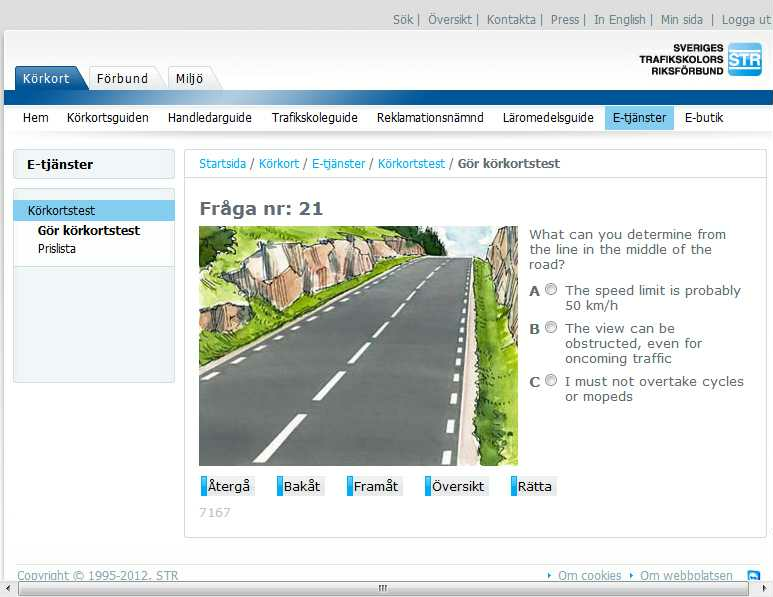 Sök | Översikt | Kontakta | Press | In English | Min sida | Logga ut
SVERIGES
TRAFIKSKOLORS
RIKSFÖRBUND
STR
Körkort Förbund Miljö
Hem Körkortsguiden Handledarguide Trafikskoleguide Reklamationsnämnd Läromedelsguide E-tjänster E-butik
E-tjänster
Körkortstest
Gör körkortstest
Prislista
Startsida / Körkort / E-tjänster / Körkortstest / Gör körkortstest
Fråga nr: 21
What can you determine from
the line in the middle of the
road?
A The speed limit is probably
50 km/h
B The view can be
obstructed, even for
oncoming traffic
C I must not overtake cycles
or mopeds
Återgå Bakåt Framåt Översikt Rätta
7167
Copyright © 1995-2012, STR
Om cookies Om webbplatsen